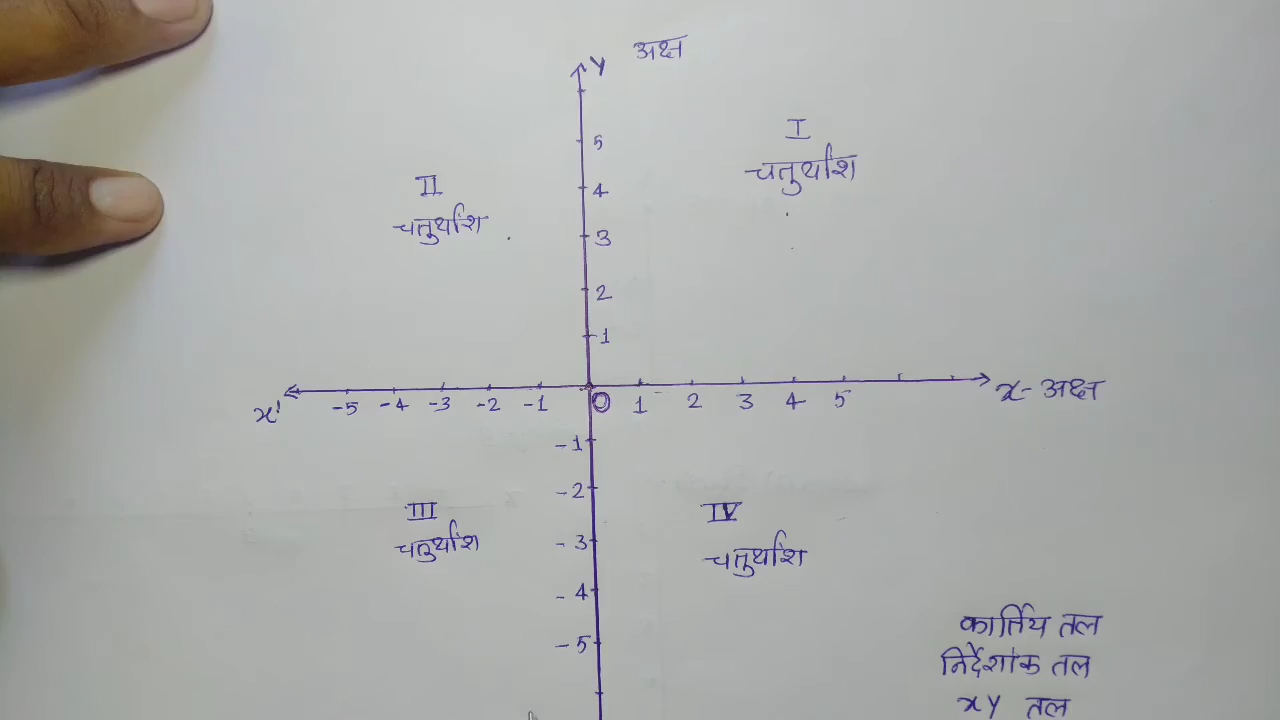 Y अक्ष
I
चतुर्थांश
5
II
4
चतुर्थांश
3
2
1
x' -5 -4 -3 -2 -1 O 1 2 3 4 5 x- अक्ष
-1
-2
III
IV
चतुर्थांश
-3
चतुर्थांश
-4
कार्तिय तल
-5
निर्देशांक तल
xy तल